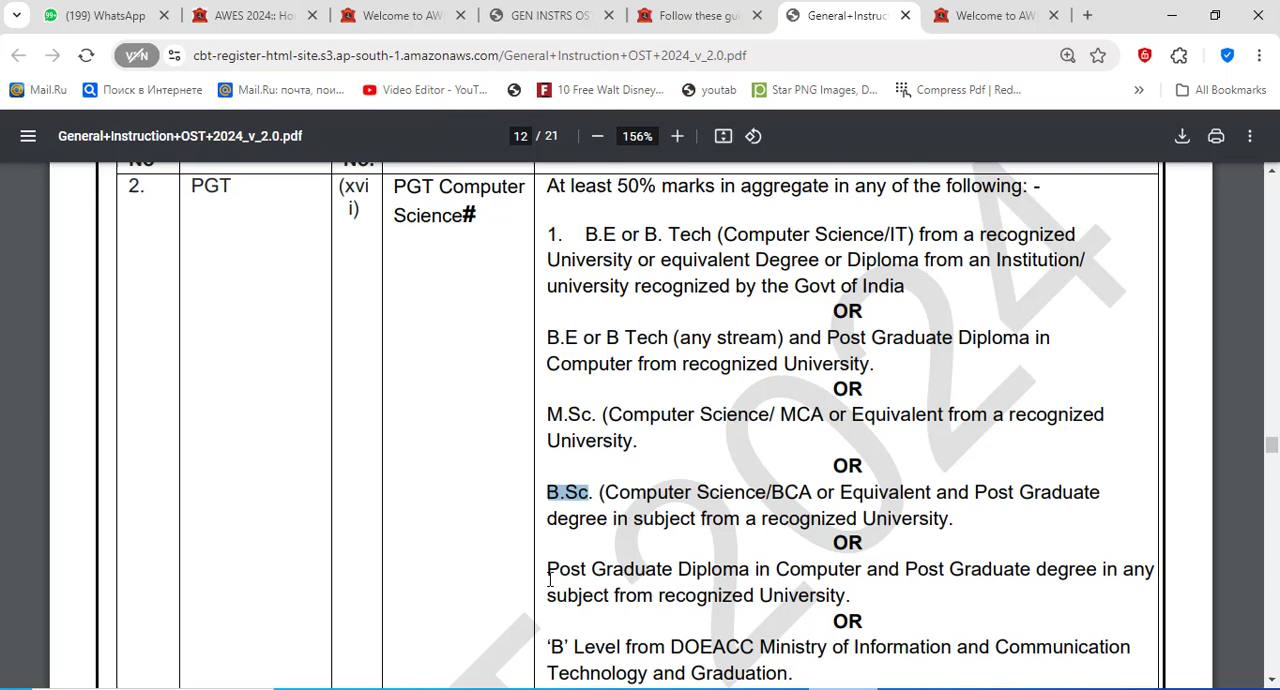 (199) WhatsApp
AWES 2024:: Ho
Welcome to AW
GEN INSTRS OS
Follow these gu
General+Instruc
Welcome to AW
cbt-register-html-site.s3.ap-south-1.amazonaws.com/General+Instruction+OST+2024_v_2.0.pdf
Mail.Ru
Поиск в Интернете
Mail.Ru: почта, пои...
Video Editor - YouT...
10 Free Walt Disney...
youtab
Star PNG Images, D...
Compress Pdf | Red...
»
All Bookmarks
General+Instruction+OST+2024_v_2.0.pdf
12 / 21
156%
No
No.
2.
PGT
(xvi
i)
PGT Computer
Science#
At least 50% marks in aggregate in any of the following: -
1. B.E or B. Tech (Computer Science/IT) from a recognized
University or equivalent Degree or Diploma from an Institution/
university recognized by the Govt of India
OR
B.E or B Tech (any stream) and Post Graduate Diploma in
Computer from recognized University.
OR
M.Sc. (Computer Science/ MCA or Equivalent from a recognized
University.
OR
B.Sc. (Computer Science/BCA or Equivalent and Post Graduate
degree in subject from a recognized University.
OR
Post Graduate Diploma in Computer and Post Graduate degree in any
subject from recognized University.
OR
‘B’ Level from DOEACC Ministry of Information and Communication
Technology and Graduation.
T 2024